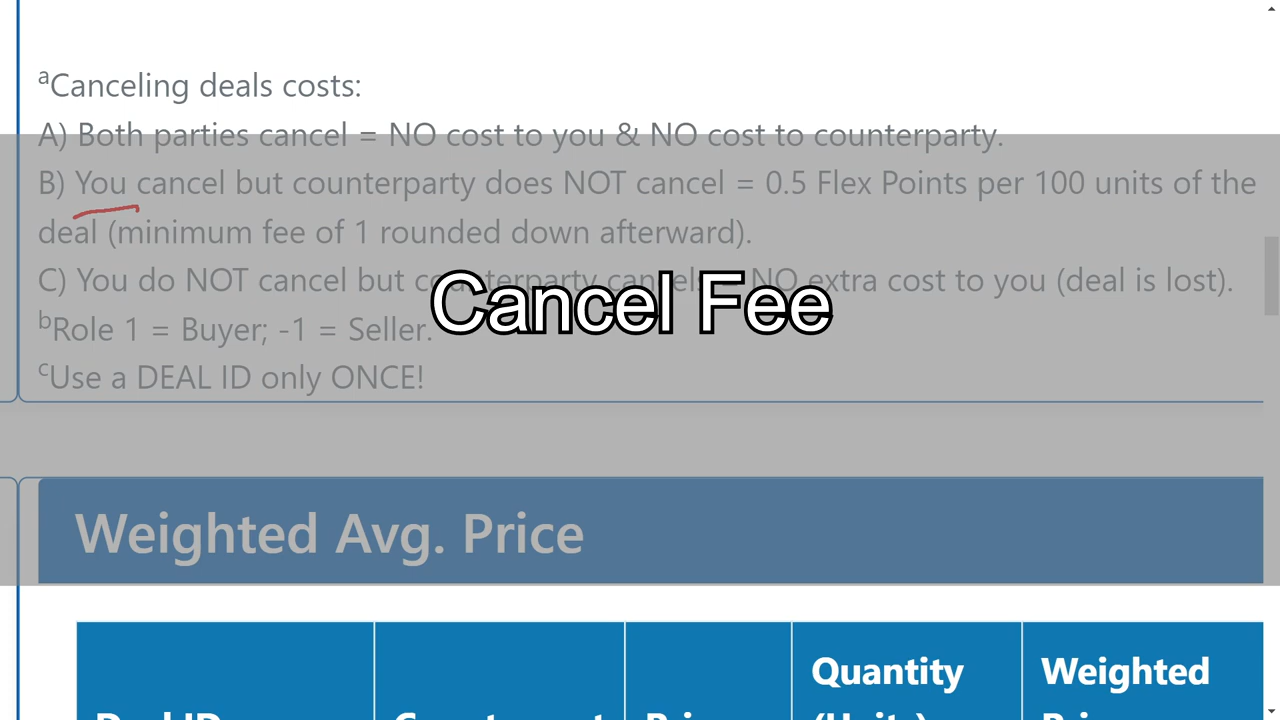 aCanceling deals costs:
A) Both parties cancel = NO cost to you & NO cost to counterparty.
B) You cancel but counterparty does NOT cancel = 0.5 Flex Points per 100 units of the
deal (minimum fee of 1 rounded down afterward).
C) You do NOT cancel but counterparty cancels NO extra cost to you (deal is lost).
Cancel Fee
bRole 1 = Buyer; -1 = Seller.
cUse a DEAL ID only ONCE!
Weighted Avg. Price
Quantity
Weighted